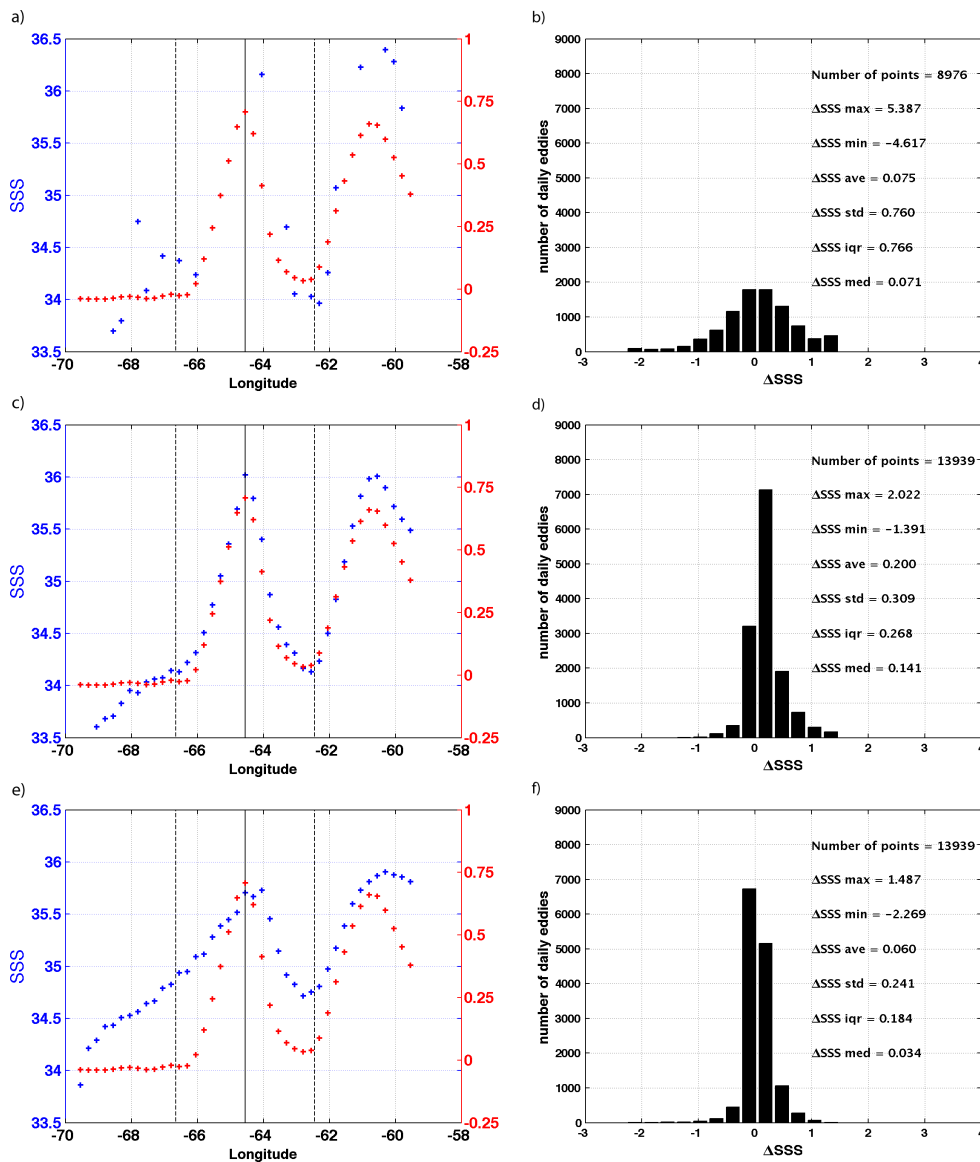 a)
36.5
36
35.5
35
34.5
34
33.5
SSS
1
0.75
0.5
0.25
0
-0.25
-70 -68 -66 -64 -62 -60 -58
Longitude
b)
9000
8000
7000
6000
5000
4000
3000
2000
1000
0
number of daily eddies
Number of points = 8976
ΔSSS max = 5.387
ΔSSS min = -4.617
ΔSSS ave = 0.075
ΔSSS std = 0.760
ΔSSS iqr = 0.766
ΔSSS med = 0.071
-3 -2 -1 0 1 2 3 4
ΔSSS
c)
36.5
36
35.5
35
34.5
34
33.5
SSS
1
0.75
0.5
0.25
0
-0.25
-70 -68 -66 -64 -62 -60 -58
Longitude
d)
9000
8000
7000
6000
5000
4000
3000
2000
1000
0
number of daily eddies
Number of points = 13939
ΔSSS max = 2.022
ΔSSS min = -1.391
ΔSSS ave = 0.200
ΔSSS std = 0.309
ΔSSS iqr = 0.268
ΔSSS med = 0.141
-3 -2 -1 0 1 2 3 4
ΔSSS
e)
36.5
36
35.5
35
34.5
34
33.5
SSS
1
0.75
0.5
0.25
0
-0.25
-70 -68 -66 -64 -62 -60 -58
Longitude
f)
9000
8000
7000
6000
5000
4000
3000
2000
1000
0
number of daily eddies
Number of points = 13939
ΔSSS max = 1.487
ΔSSS min = -2.269
ΔSSS ave = 0.060
ΔSSS std = 0.241
ΔSSS iqr = 0.184
ΔSSS med = 0.034
-3 -2 -1 0 1 2 3 4
ΔSSS